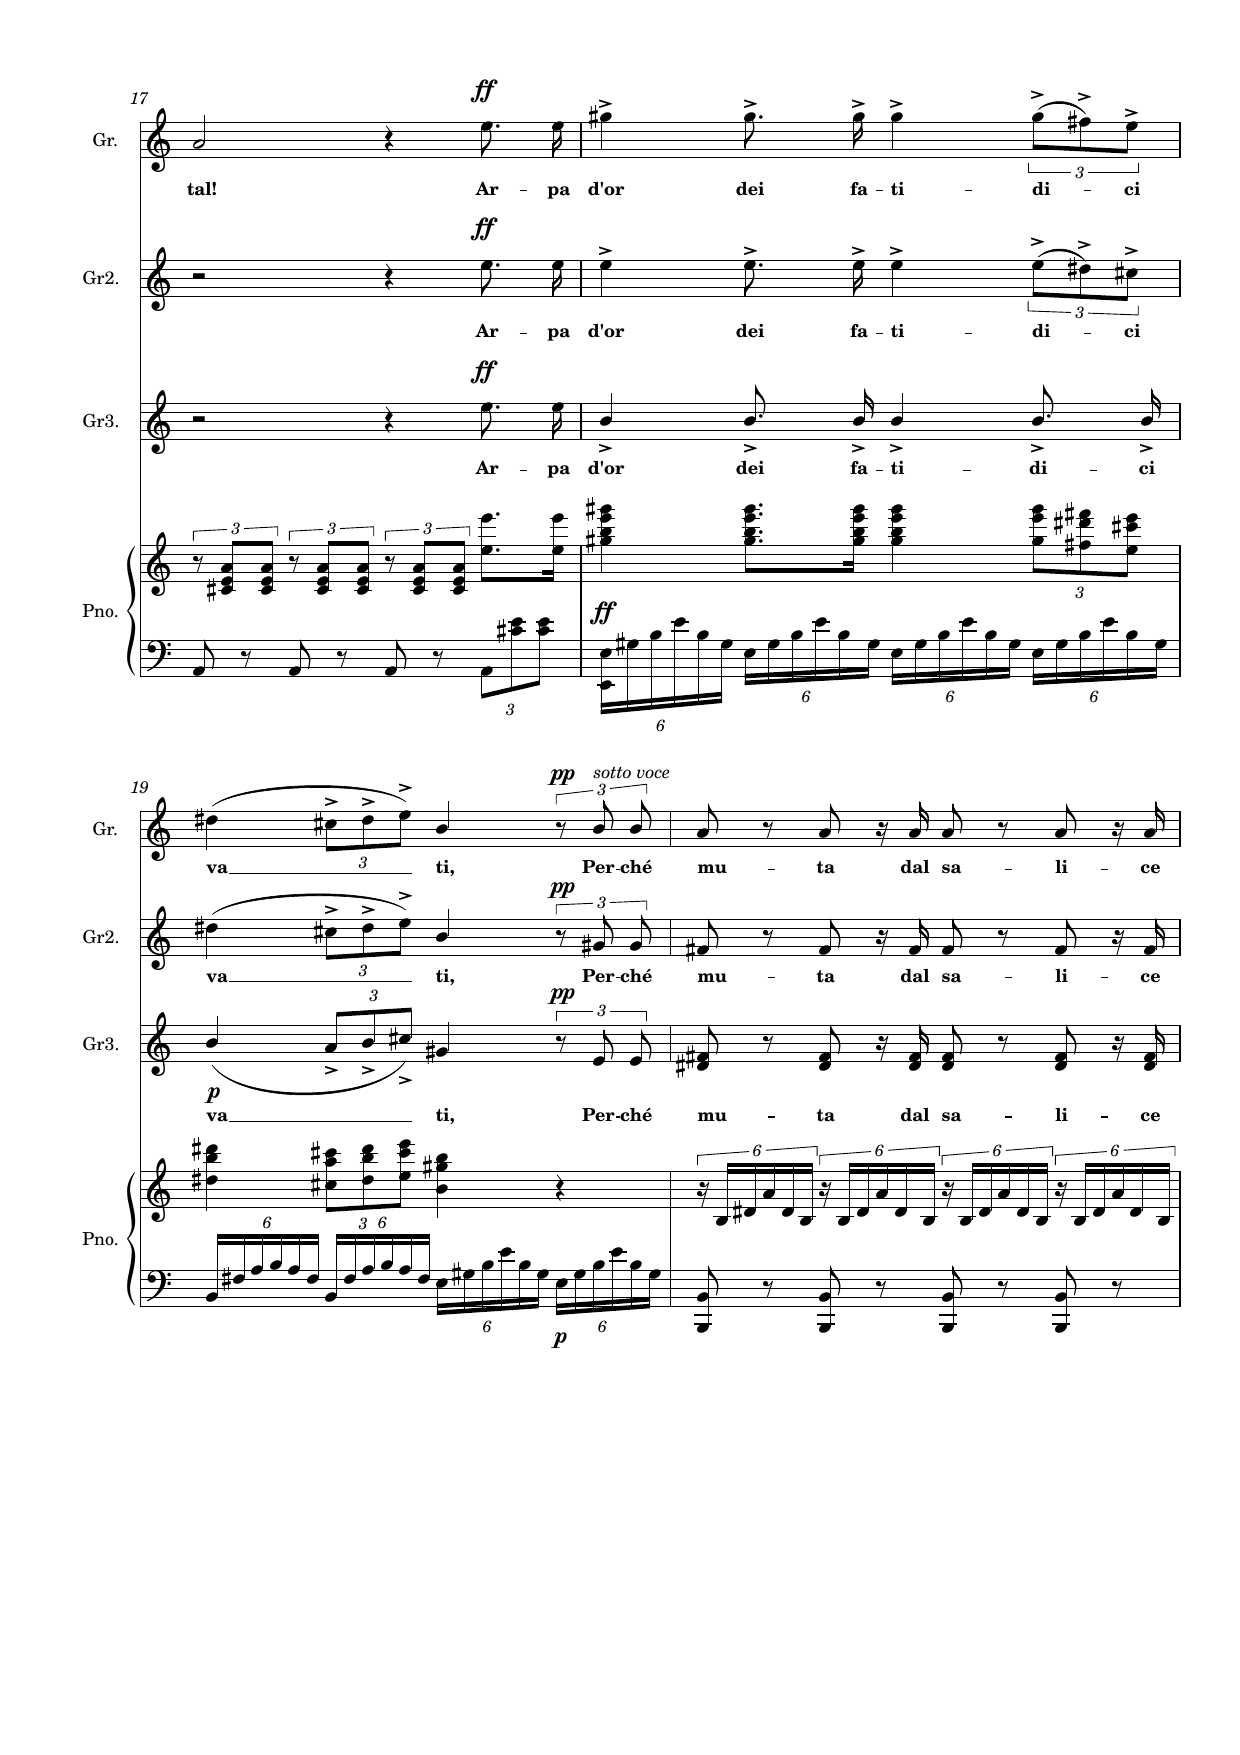 17
ff
Gr.
tal! Ar – pa d'or dei fa – ti – di – ci
3
ff
Gr2.
Ar – pa d'or dei fa – ti – di – ci
3
ff
Gr3.
Ar – pa d'or dei fa – ti – di – ci
3 3 3
3
Pno.
ff
3 6 6 6 6
19
pp sotto voce
3
Gr.
3
va __ ti, Per – ché mu – ta dal sa – li – ce
pp
3
Gr2.
3
va __ ti, Per – ché mu – ta dal sa – li – ce
pp
3 3
Gr3.
p
va __ ti, Per – ché mu – ta dal sa – li – ce
6 6 6 6
6 3 6
Pno.
6 p 6